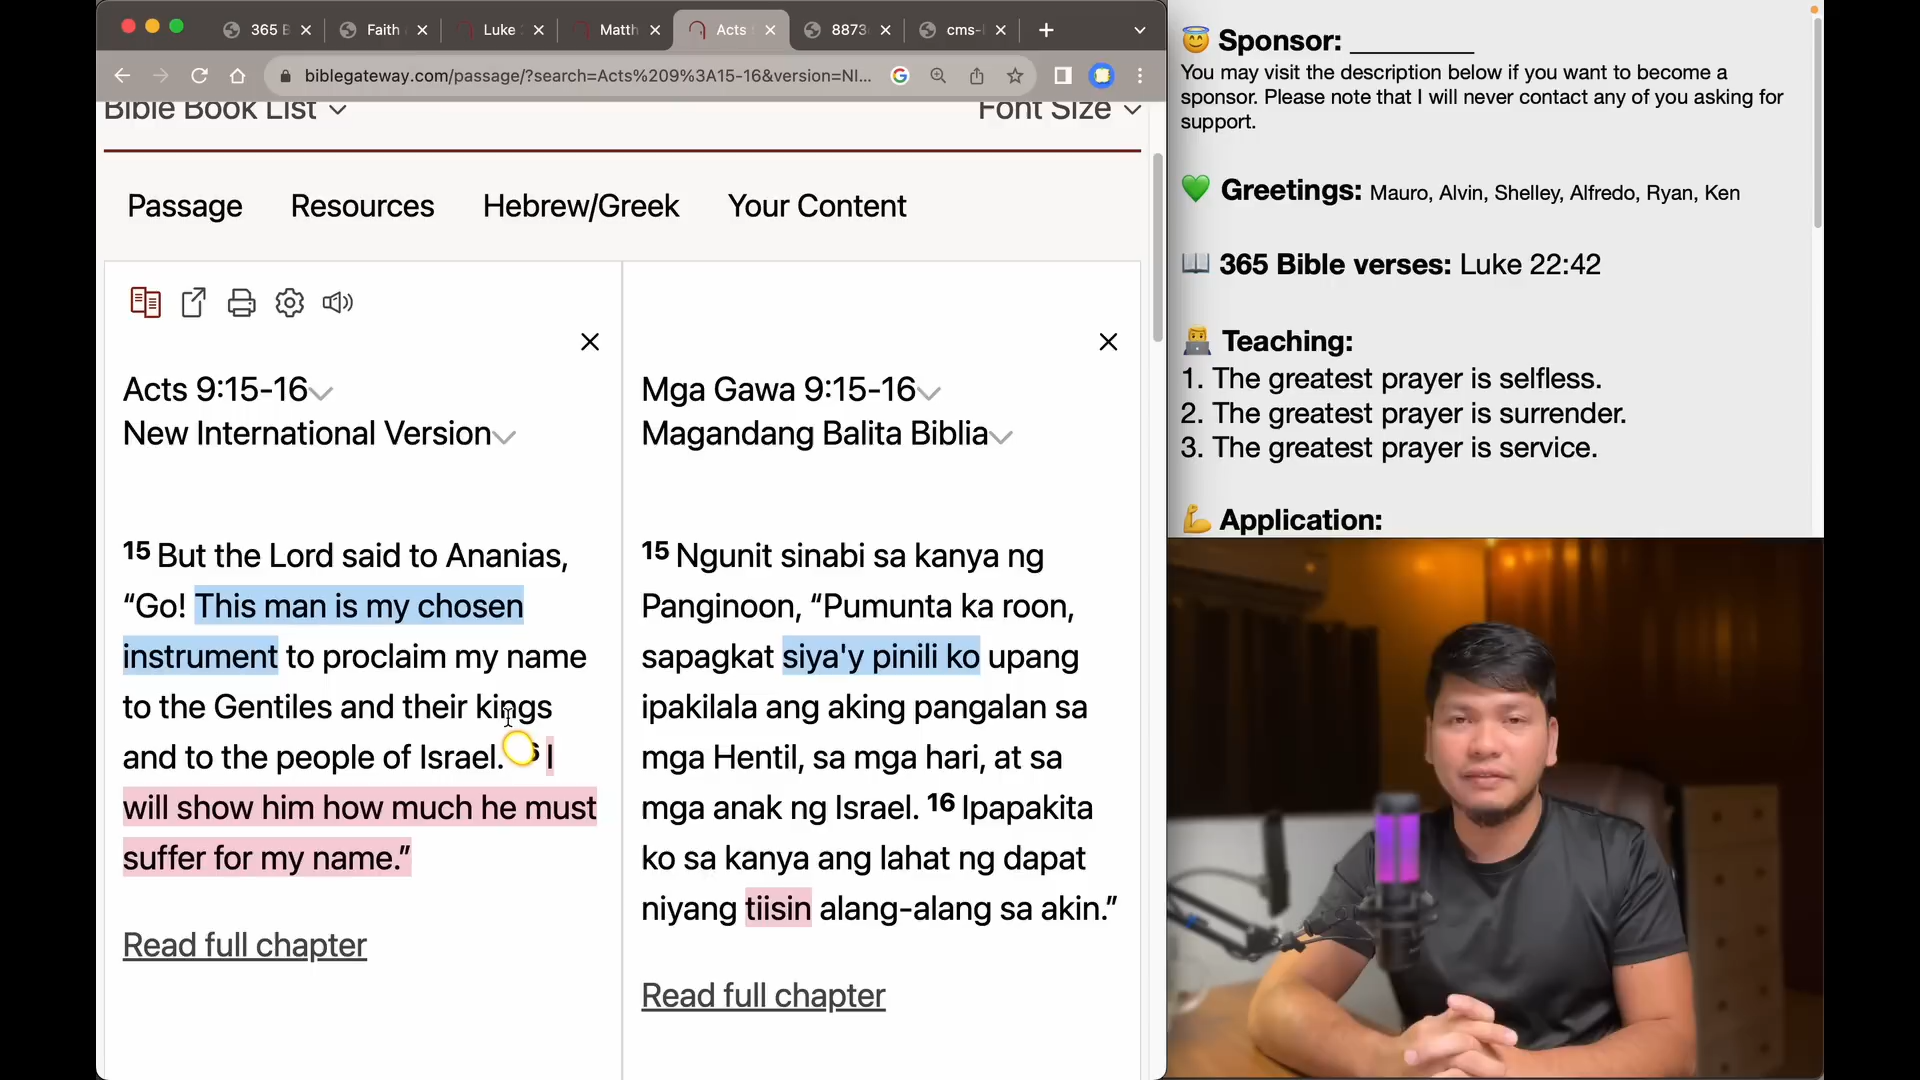 365 B
Faith
Luke
Matth
Acts
8873
cms-
biblegateway.com/passage/?search=Acts%209%3A15-16&version=NI...
Bible Book List
Font Size
Passage
Resources
Hebrew/Greek
Your Content
Acts 9:15-16
New International Version
15 But the Lord said to Ananias,
“Go! This man is my chosen
instrument to proclaim my name
to the Gentiles and their kings
and to the people of Israel. I
will show him how much he must
suffer for my name.”
Read full chapter
Mga Gawa 9:15-16
Magandang Balita Biblia
15 Ngunit sinabi sa kanya ng
Panginoon, “Pumunta ka roon,
sapagkat siya'y pinili ko upang
ipakilala ang aking pangalan sa
mga Hentil, sa mga hari, at sa
mga anak ng Israel. 16 Ipapakita
ko sa kanya ang lahat ng dapat
niyang tiisin alang-alang sa akin.”
Read full chapter
😇 Sponsor: _________
You may visit the description below if you want to become a
sponsor. Please note that I will never contact any of you asking for
support.
💚 Greetings: Mauro, Alvin, Shelley, Alfredo, Ryan, Ken
📖 365 Bible verses: Luke 22:42
👨‍💻 Teaching:
1. The greatest prayer is selfless.
2. The greatest prayer is surrender.
3. The greatest prayer is service.
💪 Application: